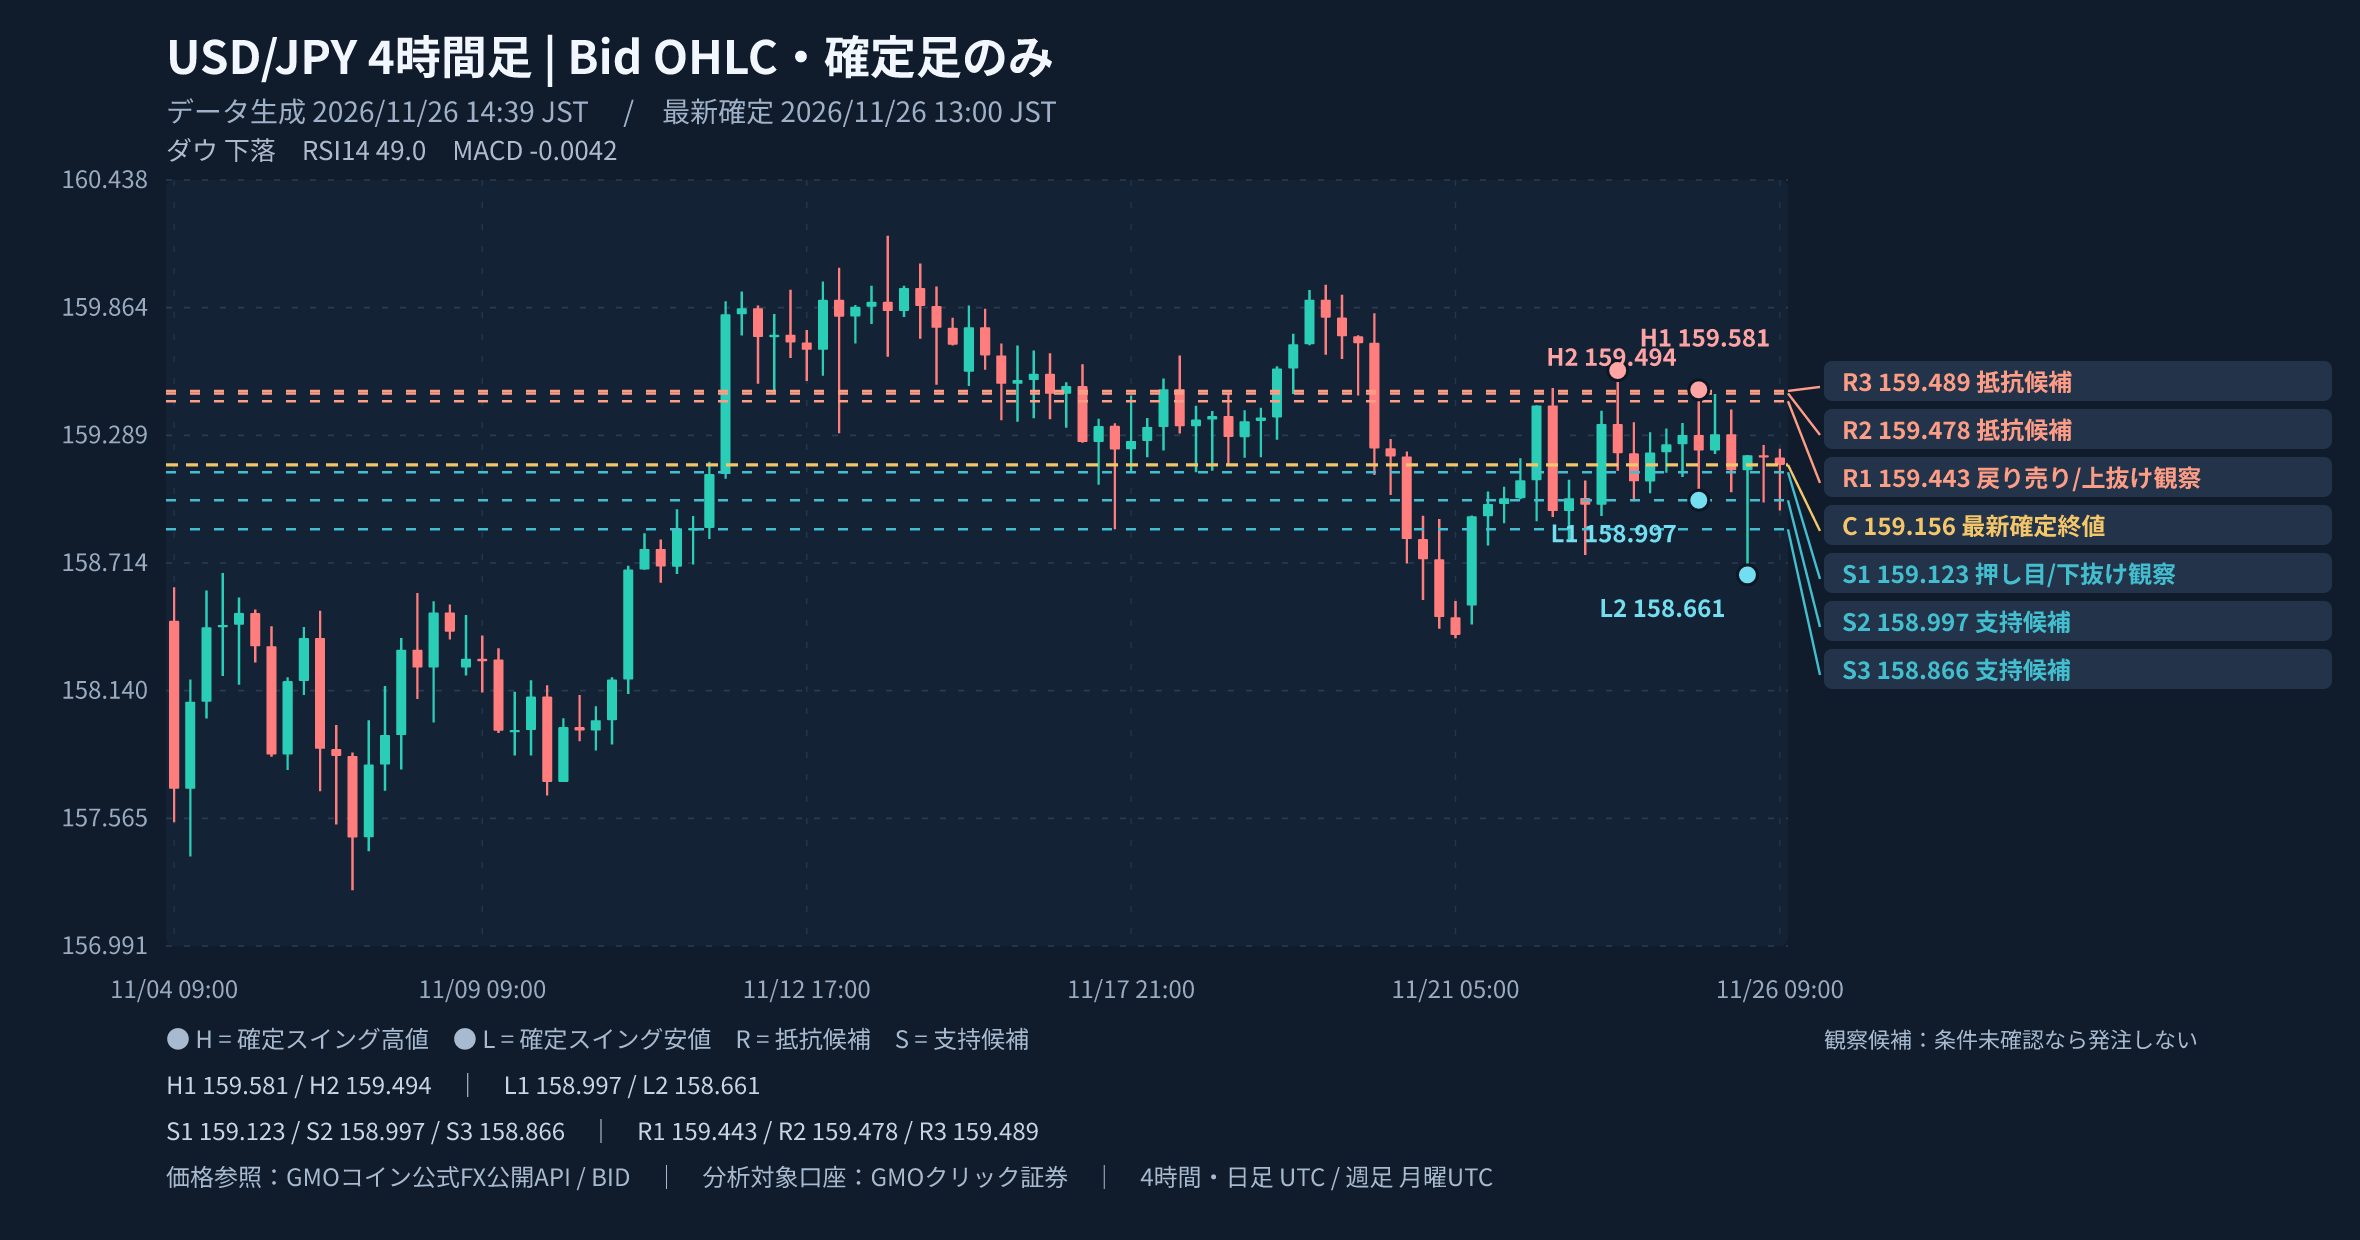 USD/JPY 4時間足 | Bid OHLC・確定足のみ
データ生成 2026/11/26 14:39 JST / 最新確定 2026/11/26 13:00 JST
ダウ 下落 RSI14 49.0 MACD -0.0042
160.438
159.864
159.289
158.714
158.140
157.565
156.991
H1 159.581
H2 159.494
L1 158.997
L2 158.661
R3 159.489 抵抗候補
R2 159.478 抵抗候補
R1 159.443 戻り売り/上抜け観察
C 159.156 最新確定終値
S1 159.123 押し目/下抜け観察
S2 158.997 支持候補
S3 158.866 支持候補
11/04 09:00 11/09 09:00 11/12 17:00 11/17 21:00 11/21 05:00 11/26 09:00
● H = 確定スイング高値 ● L = 確定スイング安値 R = 抵抗候補 S = 支持候補
観察候補：条件未確認なら発注しない
H1 159.581 / H2 159.494 ｜ L1 158.997 / L2 158.661
S1 159.123 / S2 158.997 / S3 158.866 ｜ R1 159.443 / R2 159.478 / R3 159.489
価格参照：GMOコイン公式FX公開API / BID ｜ 分析対象口座：GMOクリック証券 ｜ 4時間・日足 UTC / 週足 月曜UTC